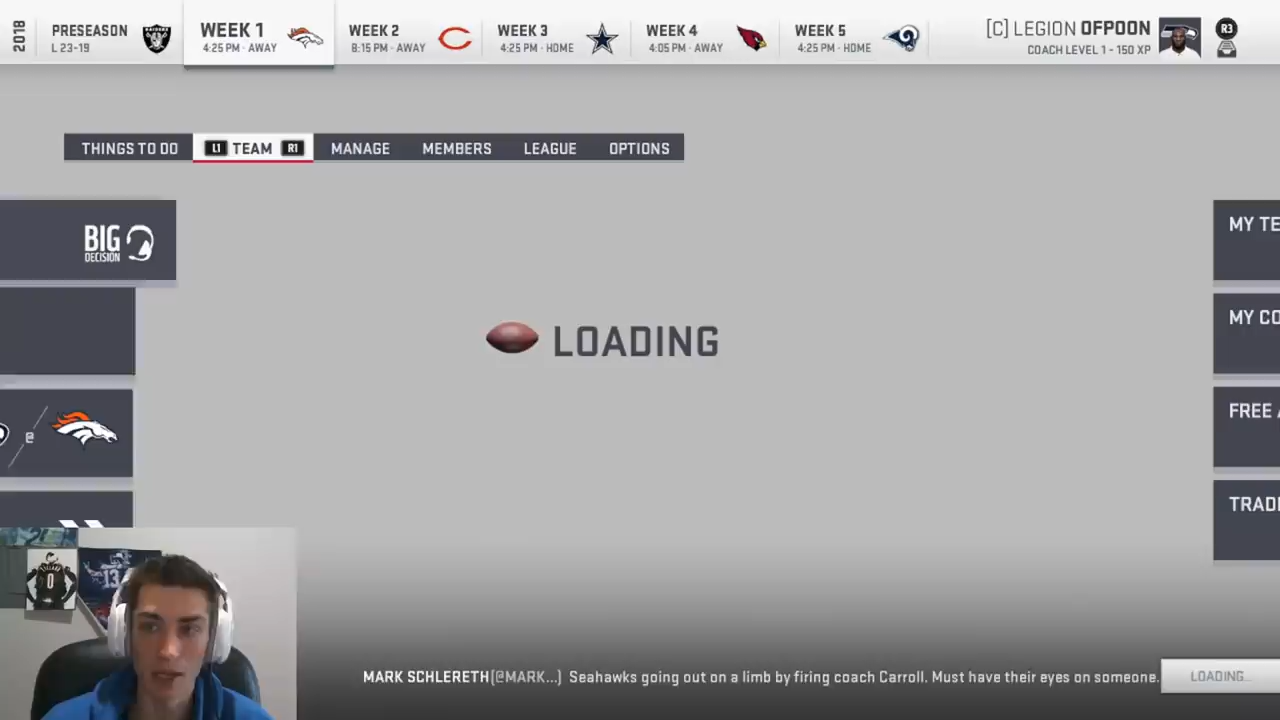 2018
PRESEASON
L 23-19
RAIDERS
WEEK 1
4:25 PM · AWAY
WEEK 2
8:15 PM · AWAY
WEEK 3
4:25 PM · HOME
WEEK 4
4:05 PM · AWAY
WEEK 5
4:25 PM · HOME
[C] LEGION OFPOON
COACH LEVEL 1 - 150 XP
R3
THINGS TO DO
L1 TEAM R1
MANAGE
MEMBERS
LEAGUE
OPTIONS
BIG
DECISION
@
LOADING
MY TE
MY CO
FREE A
TRAD
0
13
MARK SCHLERETH(@MARK...) Seahawks going out on a limb by firing coach Carroll. Must have their eyes on someone.
LOADING...